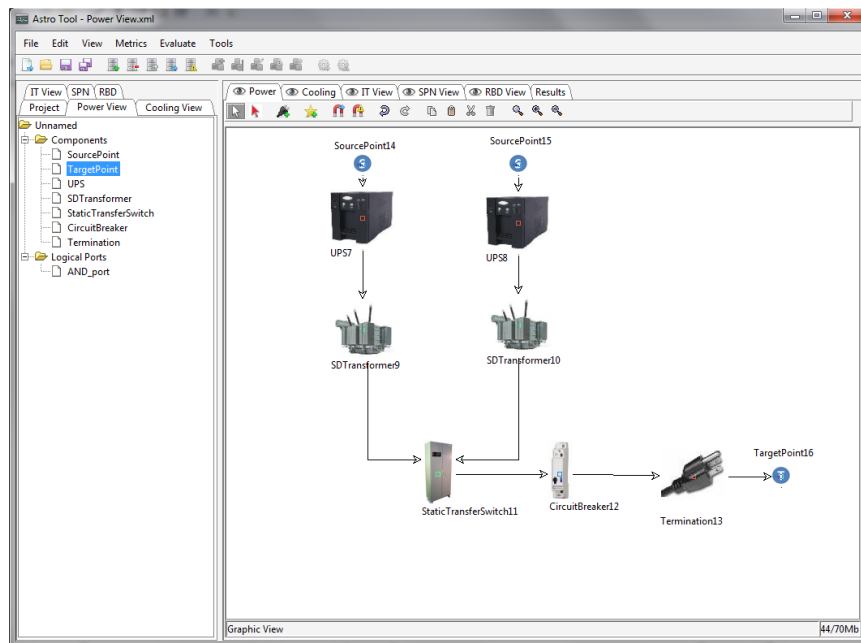 Astro Tool - Power View.xml
File Edit View Metrics Evaluate Tools
IT View SPN RBD
Project Power View Cooling View
Unnamed
Components
SourcePoint
TargetPoint
UPS
SDTransformer
StaticTransferSwitch
CircuitBreaker
Termination
Logical Ports
AND_port
Power Cooling IT View SPN View RBD View Results
SourcePoint14
SourcePoint15
S
S
UPS7
UPS8
SDTransformer9
SDTransformer10
TargetPoint16
T
StaticTransferSwitch11
CircuitBreaker12
Termination13
Graphic View
44/70Mb